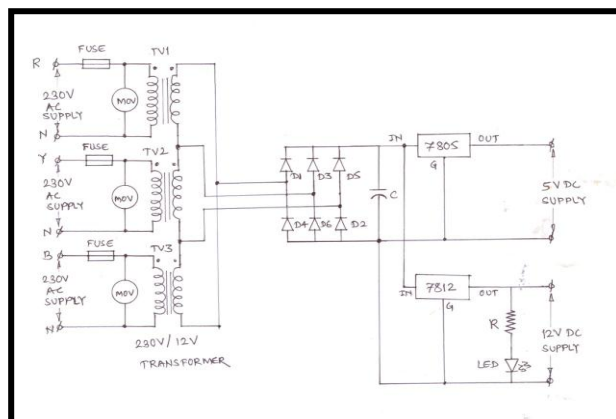 TV1
FUSE
R
230V
AC
SUPPLY
MOV
N
TV2
FUSE
Y
230V
AC
SUPPLY
MOV
N
TV3
FUSE
B
230V
AC
SUPPLY
MOV
N
230V/12V
TRANSFORMER
D1 D3 D5
D4 D6 D2
C
IN 7805 OUT
G
5V DC
SUPPLY
IN 7812 OUT
G
R
LED
12V DC
SUPPLY